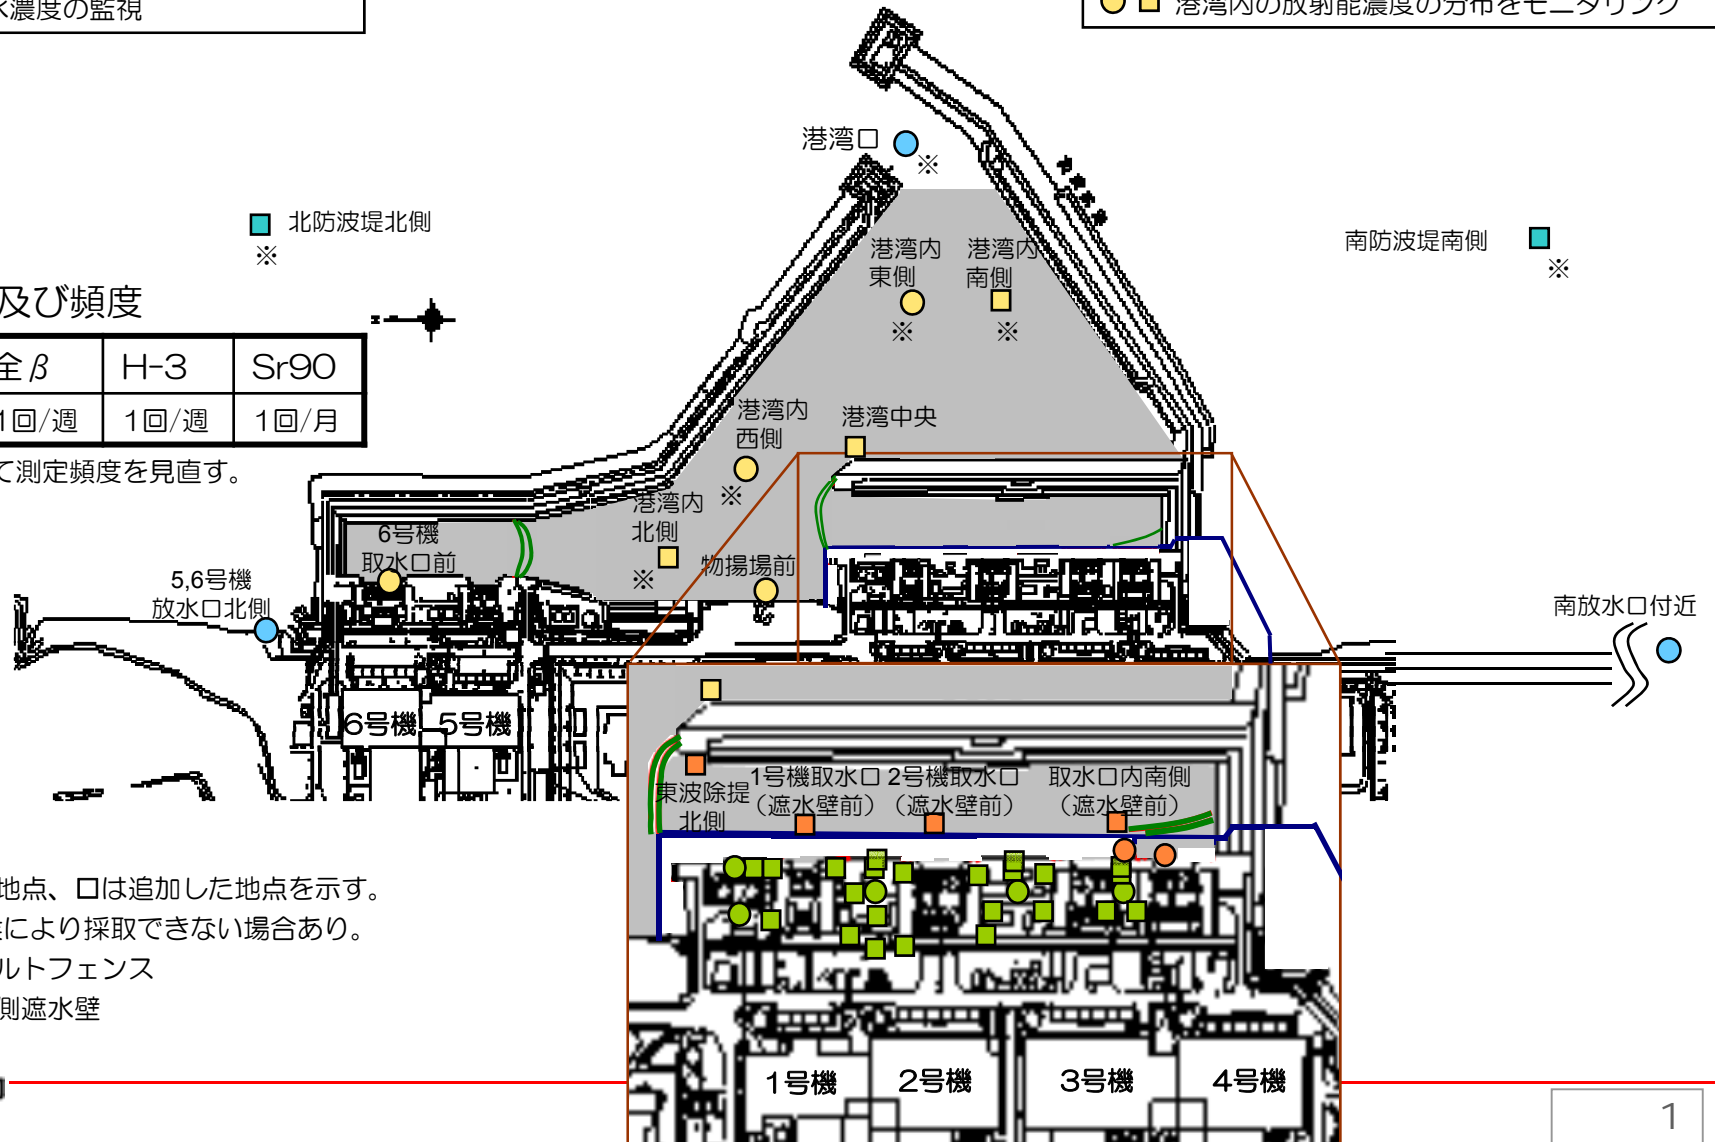 水濃度の監視
港湾内の放射能濃度の分布をモニタリング
港湾口
※
北防波堤北側
※
南防波堤南側
※
港湾内
東側
※
港湾内
南側
※
及び頻度
全β H-3 Sr90
1回/週 1回/週 1回/月
て測定頻度を見直す。
港湾内
西側
※
港湾中央
港湾内
北側
※
物揚場前
6号機
取水口前
5,6号機
放水口北側
南放水口付近
6号機
5号機
東波除堤
北側
1号機取水口
(遮水壁前)
2号機取水口
(遮水壁前)
取水口内南側
(遮水壁前)
地点、□は追加した地点を示す。
により採取できない場合あり。
ルトフェンス
側遮水壁
1号機
2号機
3号機
4号機
1